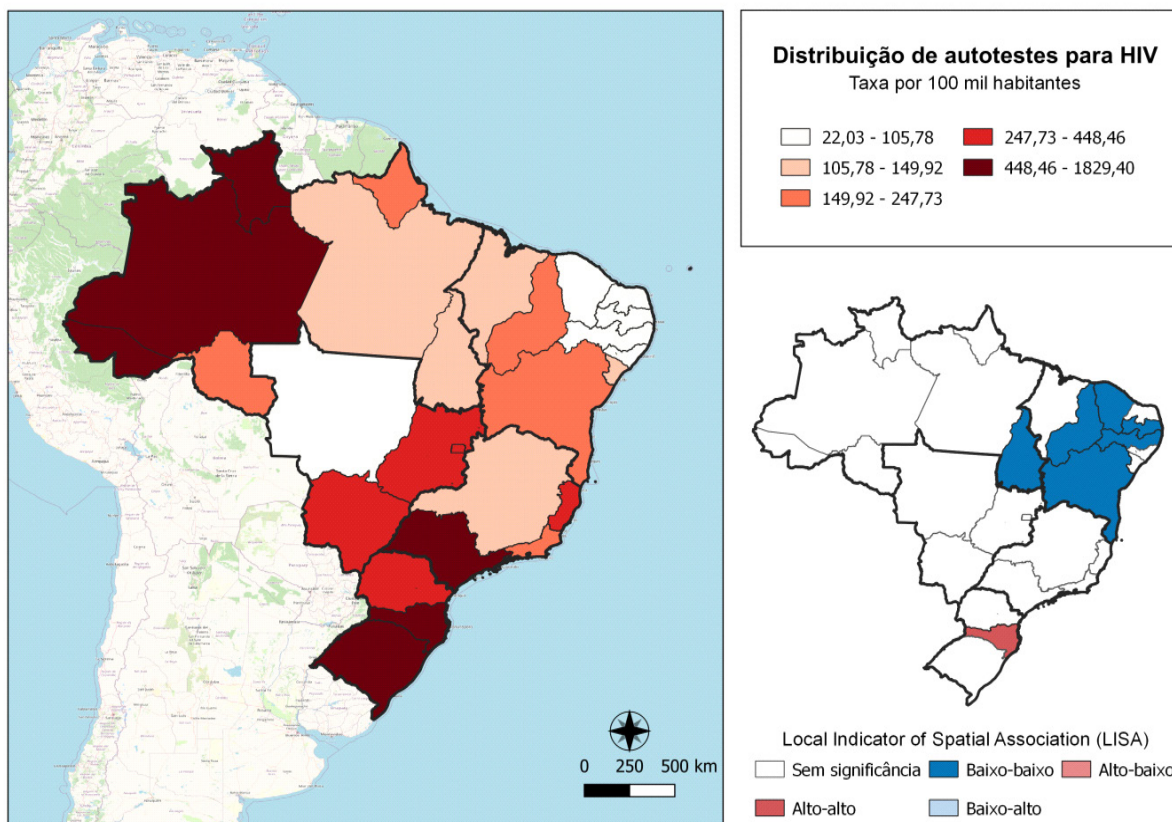 Distribuição de autotestes para HIV
Taxa por 100 mil habitantes
22,03 - 105,78
247,73 - 448,46
105,78 - 149,92
448,46 - 1829,40
149,92 - 247,73
0 250 500 km
Local Indicator of Spatial Association (LISA)
Sem significância
Baixo-baixo
Alto-baixo
Alto-alto
Baixo-alto